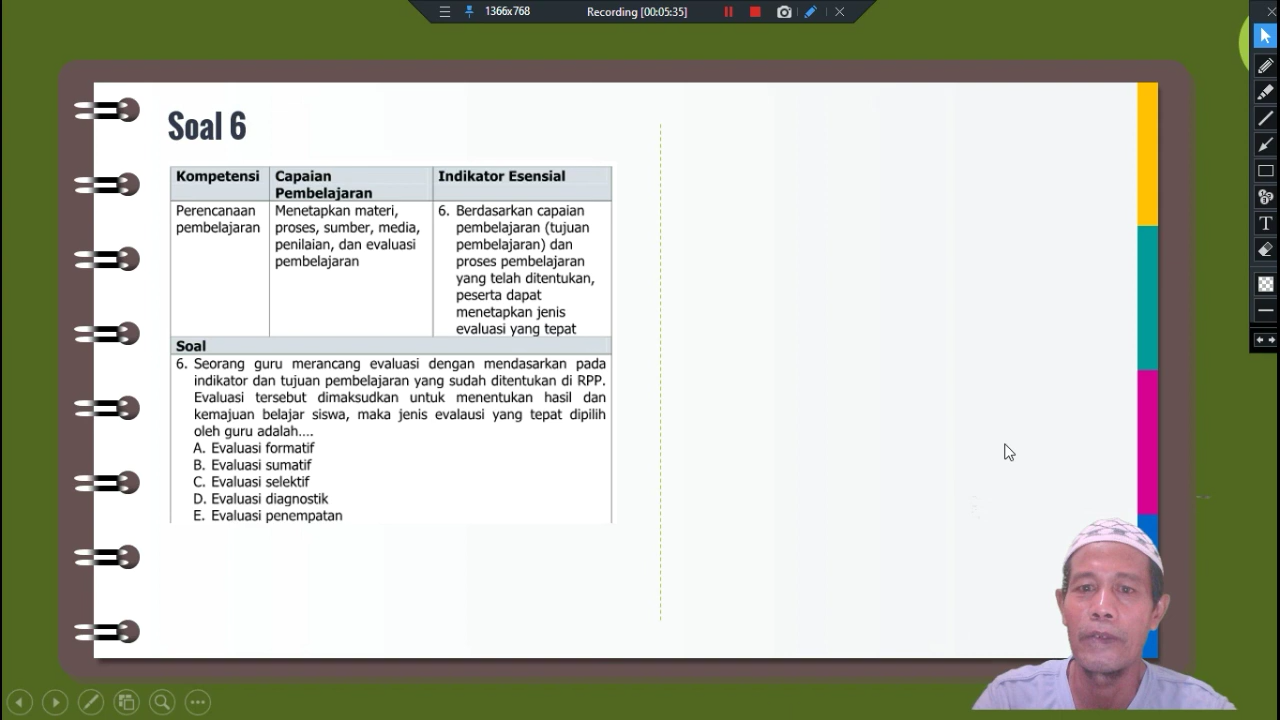 1366x768
Recording [00:05:35]
Soal 6
Kompetensi
Capaian
Pembelajaran
Indikator Esensial
Perencanaan
pembelajaran
Menetapkan materi,
proses, sumber, media,
penilaian, dan evaluasi
pembelajaran
6. Berdasarkan capaian
pembelajaran (tujuan
pembelajaran) dan
proses pembelajaran
yang telah ditentukan,
peserta dapat
menetapkan jenis
evaluasi yang tepat
Soal
6. Seorang guru merancang evaluasi dengan mendasarkan pada
indikator dan tujuan pembelajaran yang sudah ditentukan di RPP.
Evaluasi tersebut dimaksudkan untuk menentukan hasil dan
kemajuan belajar siswa, maka jenis evalausi yang tepat dipilih
oleh guru adalah....
A. Evaluasi formatif
B. Evaluasi sumatif
C. Evaluasi selektif
D. Evaluasi diagnostik
E. Evaluasi penempatan